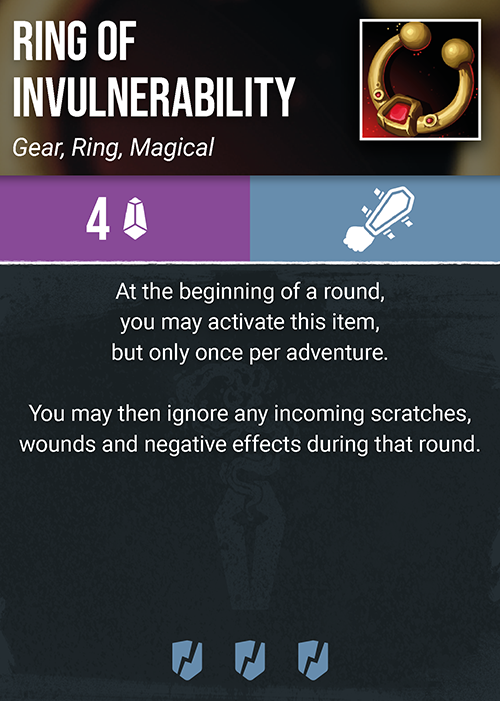 RING OF
INVULNERABILITY
Gear, Ring, Magical
4
At the beginning of a round,
you may activate this item,
but only once per adventure.
You may then ignore any incoming scratches,
wounds and negative effects during that round.